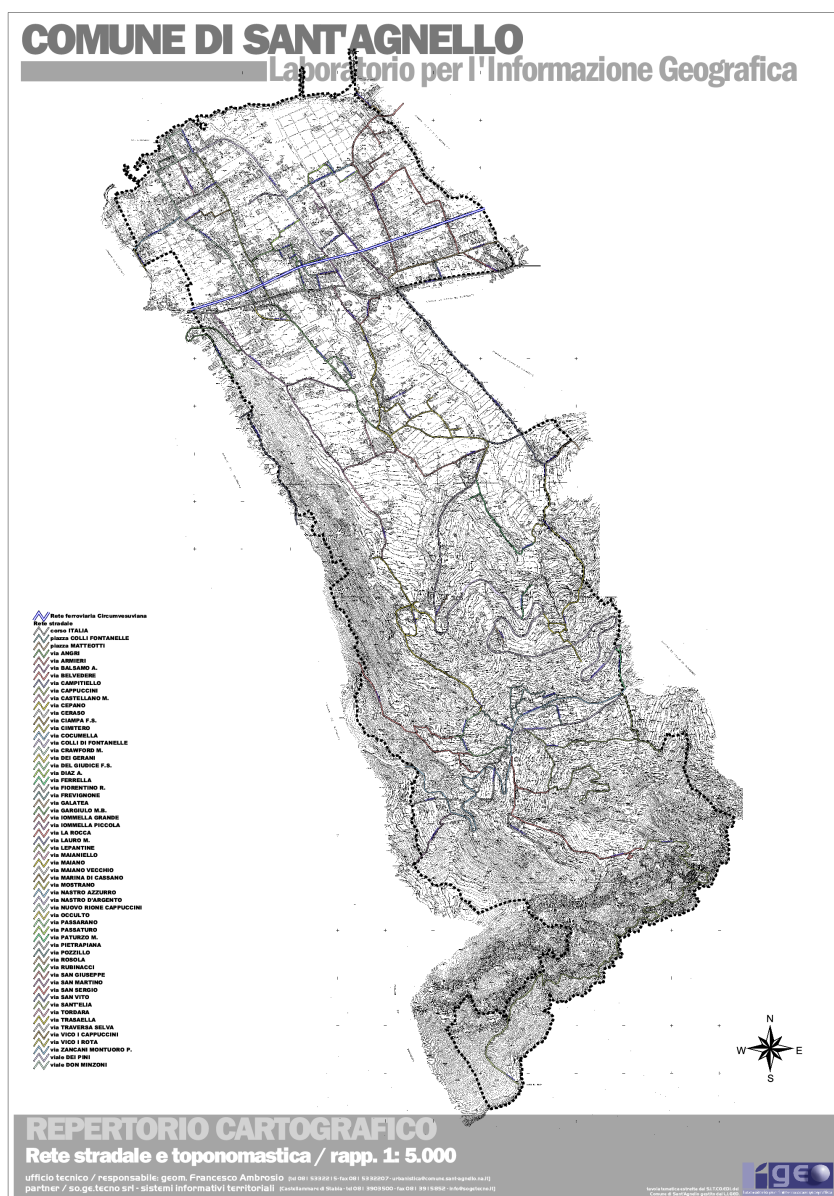 COMUNE DI SANT'AGNELLO
Laboratorio per l'Informazione Geografica
Rete ferroviaria Circumvesuviana
Rete stradale
corso ITALIA
piazza COLLI FONTANELLE
piazza MATTEOTTI
via ANGRI
via ARMIERI
via BALSAMO A.
via BELVEDERE
via CAMPITIELLO
via CAPPUCCINI
via CASTELLANO M.
via CEPANO
via CERASO
via CIAMPA F.S.
via CIMITERO
via COCUMELLA
via COLLI DI FONTANELLE
via CRAWFORD M.
via DEI GERANI
via DEL GIUDICE F.S.
via DIAZ A.
via FERRELLA
via FIORENTINO R.
via FREVIGNONE
via GALATEA
via GARGIULO M.B.
via IOMMELLA GRANDE
via IOMMELLA PICCOLA
via LA ROCCA
via LAURO M.
via LEPANTINE
via MAIANIELLO
via MAIANO
via MAIANO VECCHIO
via MARINA DI CASSANO
via MOSTRANO
via NASTRO AZZURRO
via NASTRO D'ARGENTO
via NUOVO RIONE CAPPUCCINI
via OCCULTO
via PASSARANO
via PASSATURO
via PATURZO M.
via PIETRAPIANA
via POZZILLO
via ROSOLA
via RUBINACCI
via SAN GIUSEPPE
via SAN MARTINO
via SAN SERGIO
via SAN VITO
via SANT'ELIA
via TORDARA
via TRASAELLA
via TRAVERSA SELVA
via VICO I CAPPUCCINI
via VICO I ROTA
via ZANCANI MONTUORO P.
viale DEI PINI
viale DON MINZONI
N
W E
S
REPERTORIO CARTOGRAFICO
Rete stradale e toponomastica / rapp. 1: 5.000
ufficio tecnico / responsabile: geom. Francesco Ambrosio
partner / so.ge.tecno srl - sistemi informativi territoriali
geo